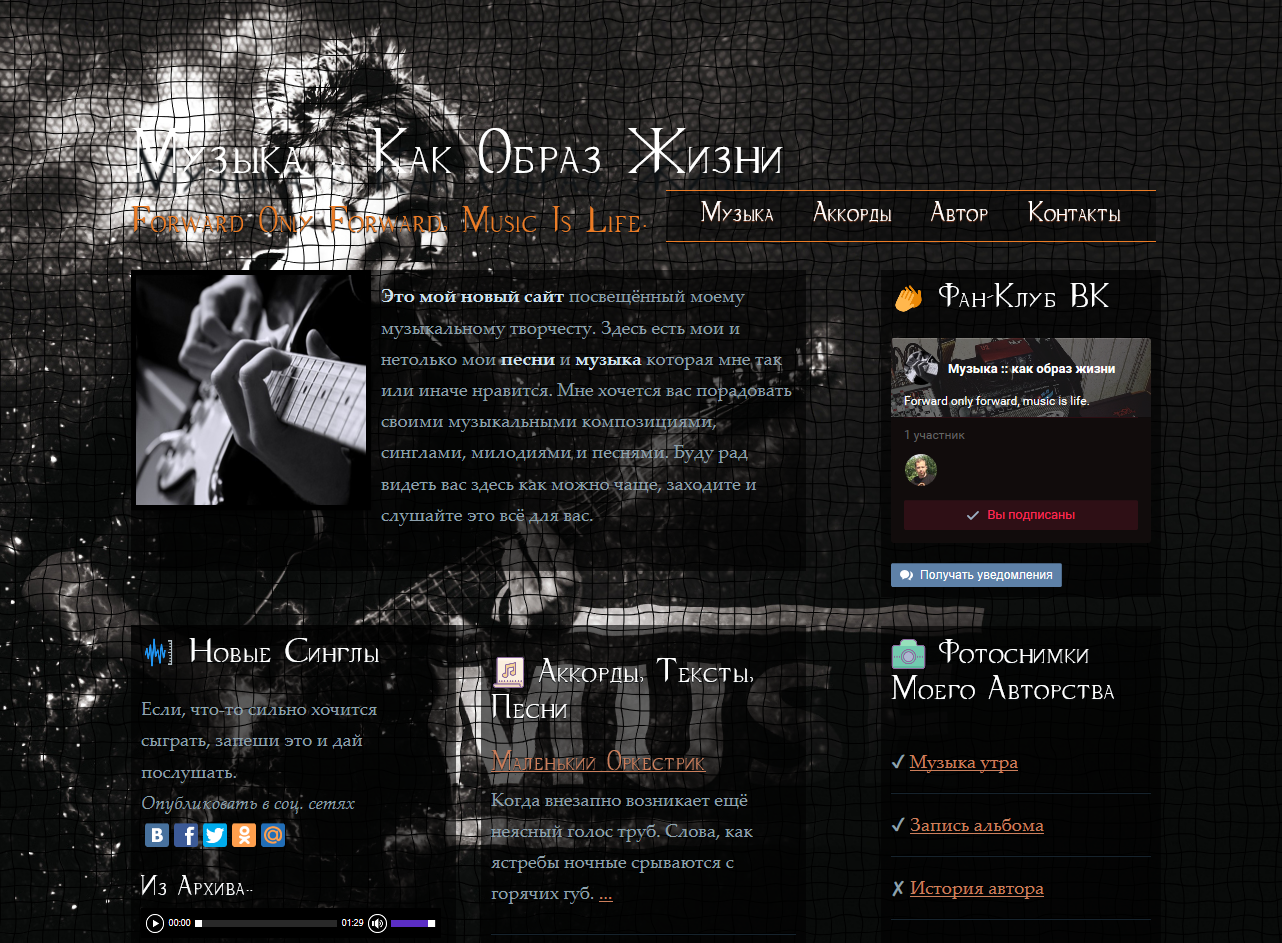 Музыка :: Как Образ Жизни
Forward Only Forward, Music Is Life.
Музыка Аккорды Автор Контакты
Это мой новый сайт посвещённый моему
музыкальному творчесту. Здесь есть мои и
нетолько мои песни и музыка которая мне так
или иначе нравится. Мне хочется вас порадовать
своими музыкальными композициями,
синглами, милодиями и песнями. Буду рад
видеть вас здесь как можно чаще, заходите и
слушайте это всё для вас.
Фан-Клуб ВК
Музыка :: как образ жизни
Forward only forward, music is life.
1 участник
Вы подписаны
Получать уведомления
Новые Синглы
Если, что-то сильно хочится
сыграть, запеши это и дай
послушать.
Опубликовать в соц. сетях
Из Архива..
00:00 01:29
Аккорды, Тексты,
Песни
Маленький Оркестрик
Когда внезапно возникает ещё
неясный голос труб. Слова, как
ястребы ночные срываются с
горячих губ. ...
Фотоснимки
Моего Авторства
Музыка утра
Запись альбома
История автора